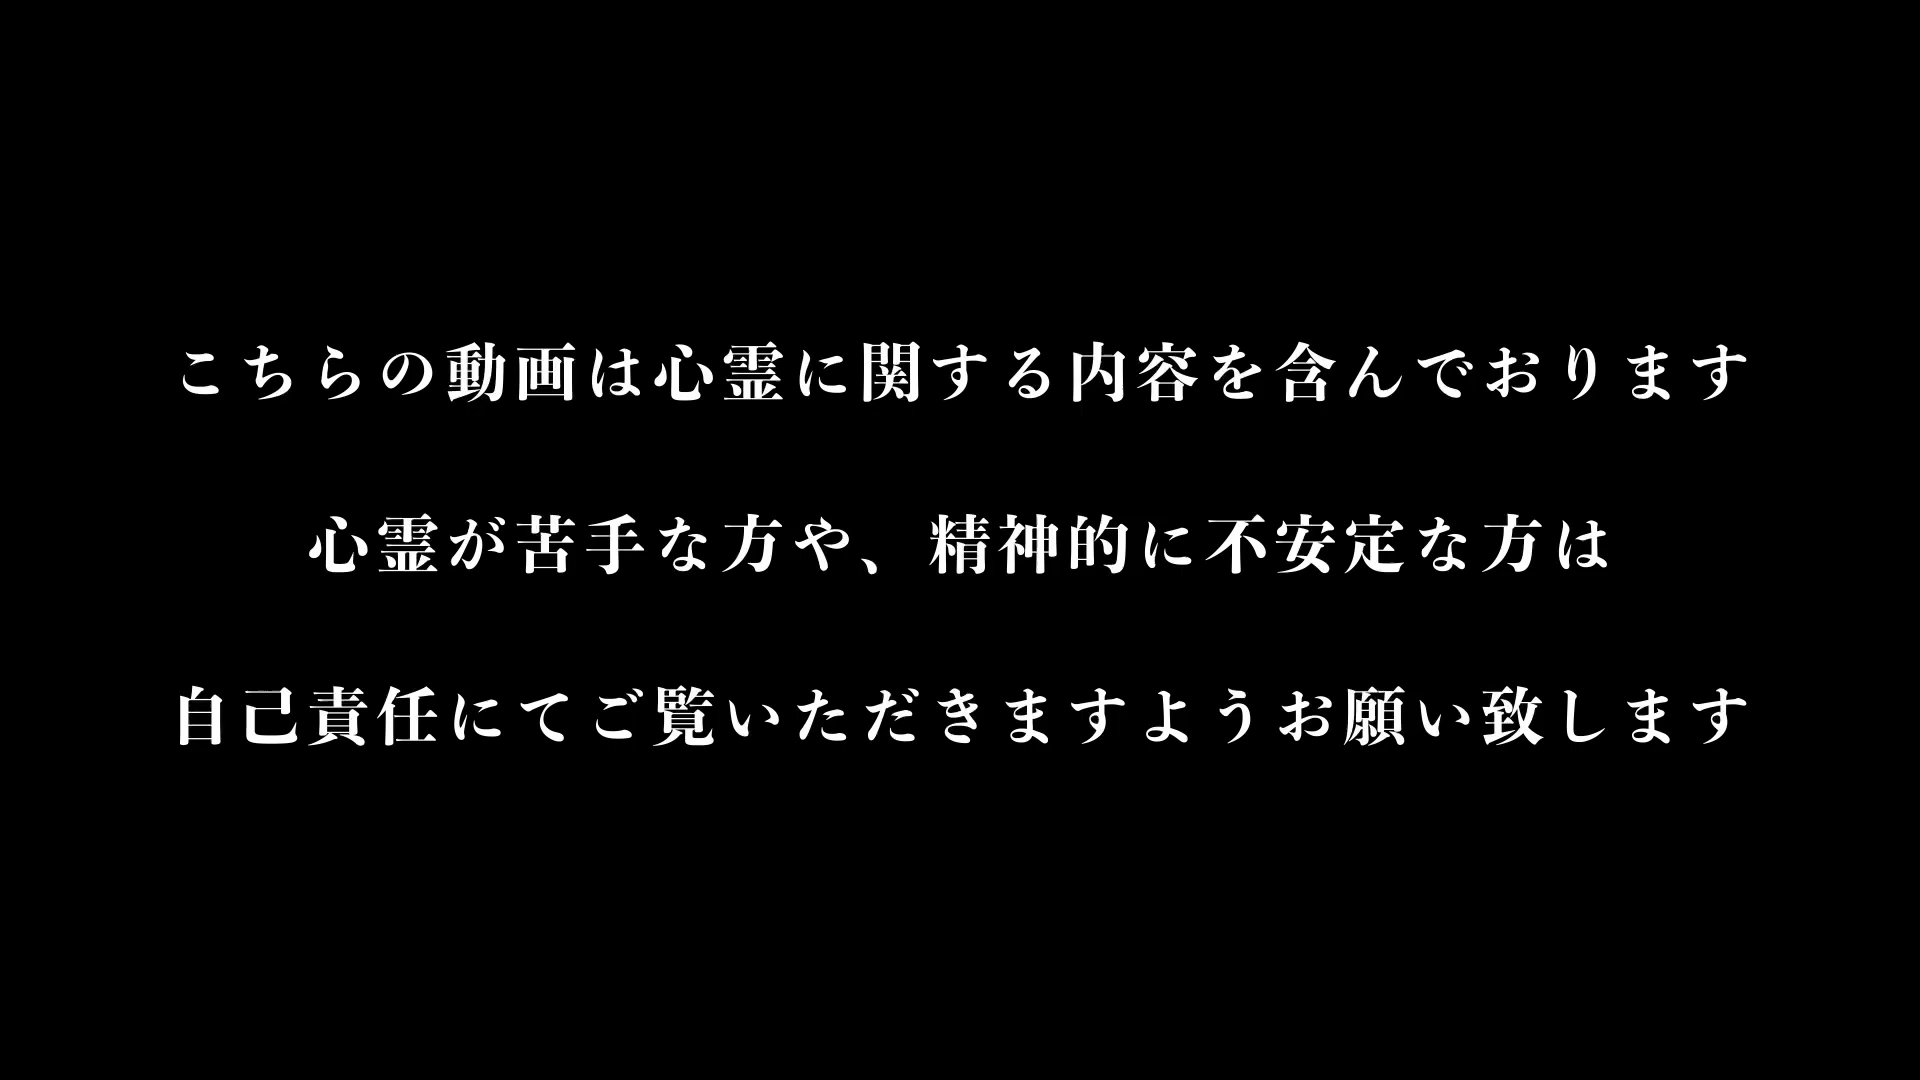 こちらの動画は心霊に関する内容を含んでおります
心霊が苦手な方や、精神的に不安定な方は
自己責任にてご覧いただきますようお願い致します